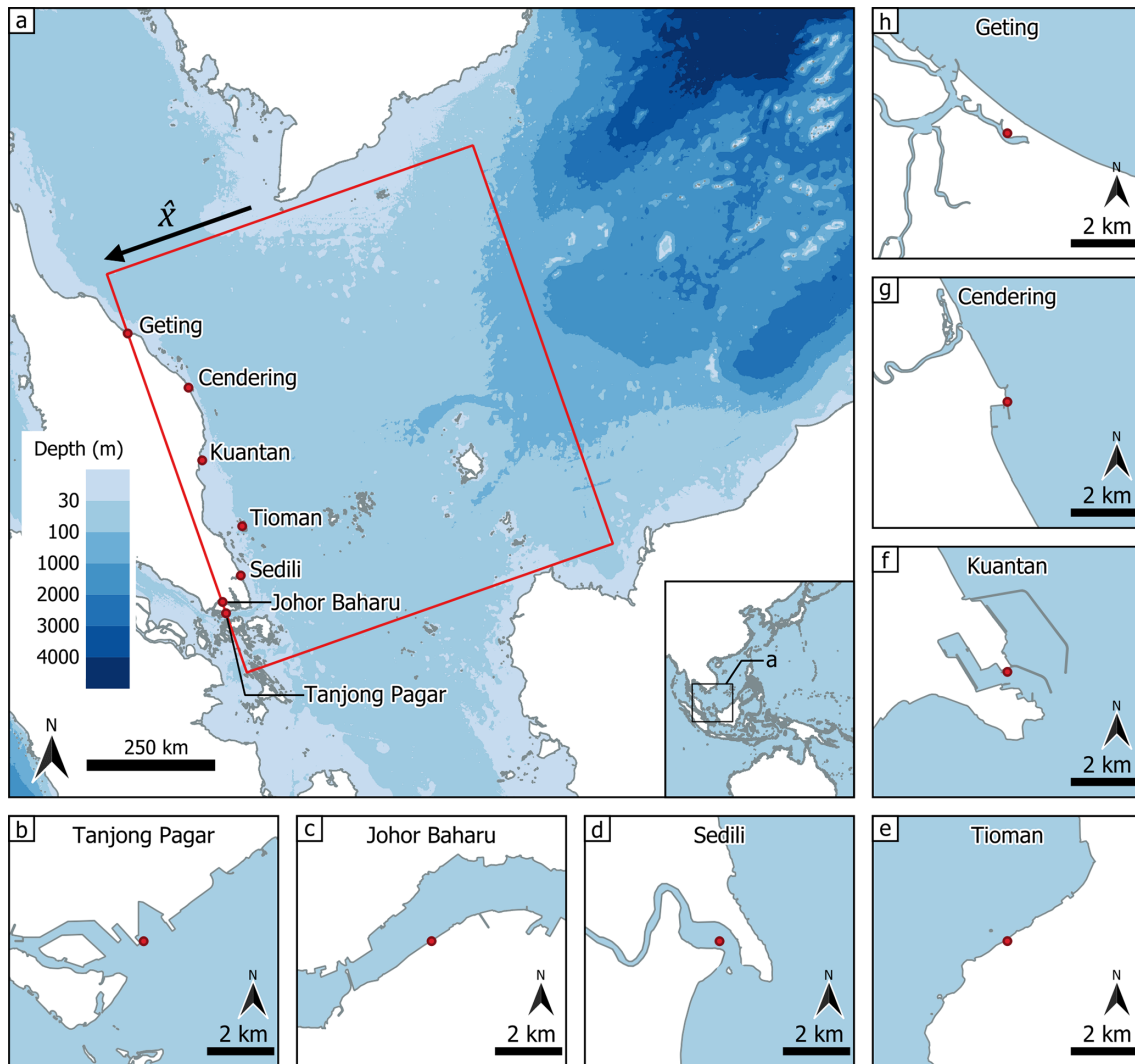 a
x̂
Geting
Cendering
Kuantan
Tioman
Sedili
Johor Baharu
Tanjong Pagar
Depth (m)
30
100
1000
2000
3000
4000
N
250 km
a
h
Geting
N
2 km
g
Cendering
N
2 km
f
Kuantan
N
2 km
b
Tanjong Pagar
N
2 km
c
Johor Baharu
N
2 km
d
Sedili
N
2 km
e
Tioman
N
2 km